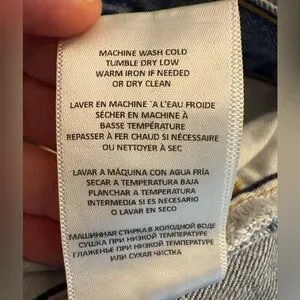 MACHINE WASH COLD
TUMBLE DRY LOW
WARM IRON IF NEEDED
OR DRY CLEAN
LAVER EN MACHINE `A L'EAU FROIDE
SÉCHER EN MACHINE À
BASSE TEMPÉRATURE
REPASSER À FER CHAUD SI NÉCESSAIRE
OU NETTOYER À SEC
LAVAR A MÁQUINA CON AGUA FRÍA
SECAR A TEMPERATURA BAJA
PLANCHAR A TEMPERATURA
INTERMEDIA SI ES NECESARIO
O LAVAR EN SECO
МАШИННАЯ СТИРКА В ХОЛОДНОЙ ВОДЕ
СУШКА ПРИ НИЗКОЙ ТЕМПЕРАТУРЕ
ГЛАЖЕНЬЕ ПРИ НИЗКОЙ ТЕМПЕРАТУРЕ
ИЛИ СУХАЯ ЧИСТКА